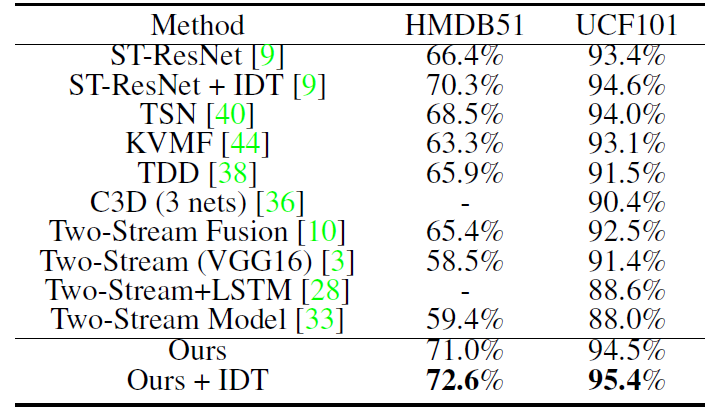 Method HMDB51 UCF101
ST-ResNet [9] 66.4% 93.4%
ST-ResNet + IDT [9] 70.3% 94.6%
TSN [40] 68.5% 94.0%
KVMF [44] 63.3% 93.1%
TDD [38] 65.9% 91.5%
C3D (3 nets) [36] - 90.4%
Two-Stream Fusion [10] 65.4% 92.5%
Two-Stream (VGG16) [3] 58.5% 91.4%
Two-Stream+LSTM [28] - 88.6%
Two-Stream Model [33] 59.4% 88.0%
Ours 71.0% 94.5%
Ours + IDT 72.6% 95.4%